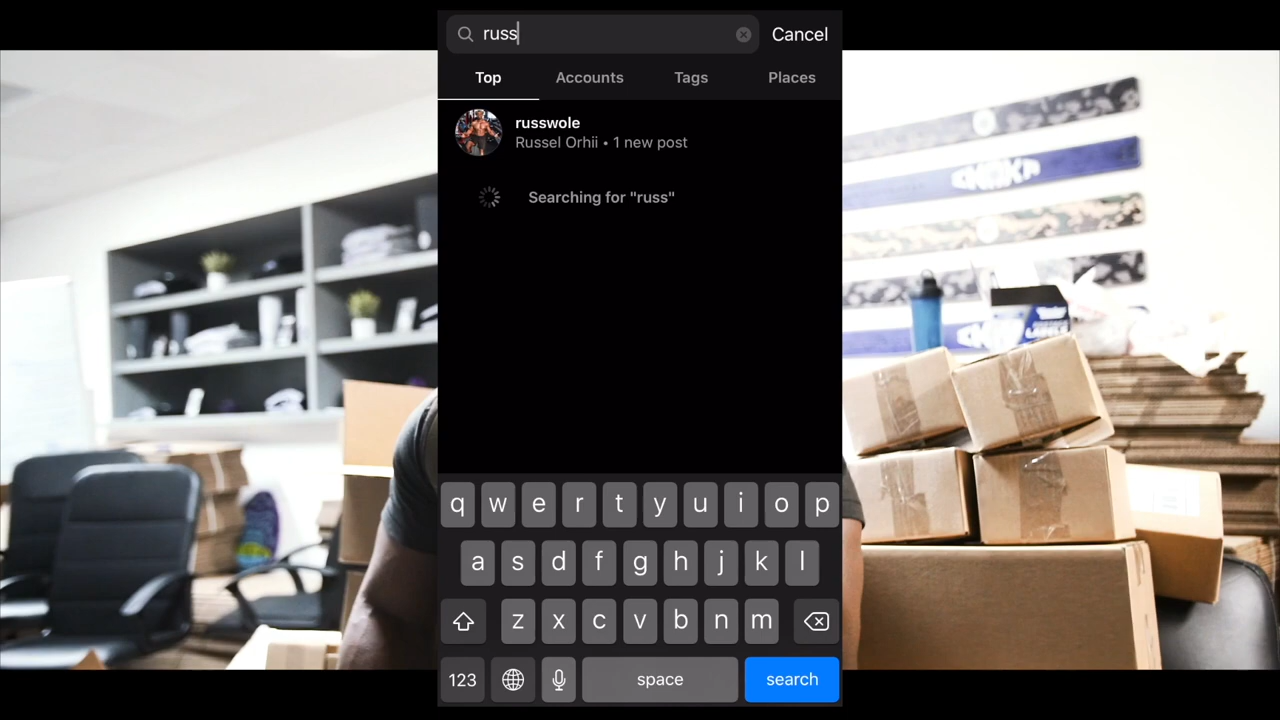 russ
Cancel
Top Accounts Tags Places
russwole
Russel Orhii • 1 new post
Searching for "russ"
q w e r t y u i o p
a s d f g h j k l
z x c v b n m
123 space search